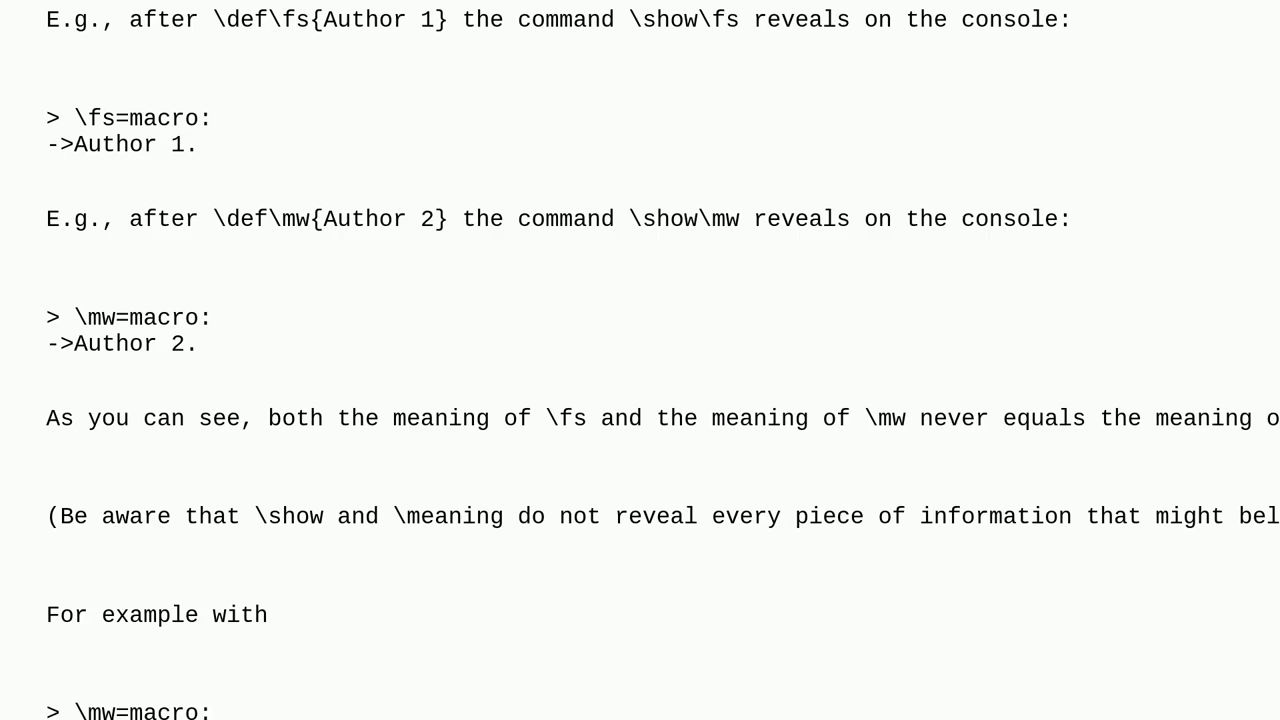 E.g., after \def\fs{Author 1} the command \show\fs reveals on the console:
> \fs=macro:
->Author 1.
E.g., after \def\mw{Author 2} the command \show\mw reveals on the console:
> \mw=macro:
->Author 2.
As you can see, both the meaning of \fs and the meaning of \mw never equals the meaning
(Be aware that \show and \meaning do not reveal every piece of information that might
For example with
> \mw=macro: